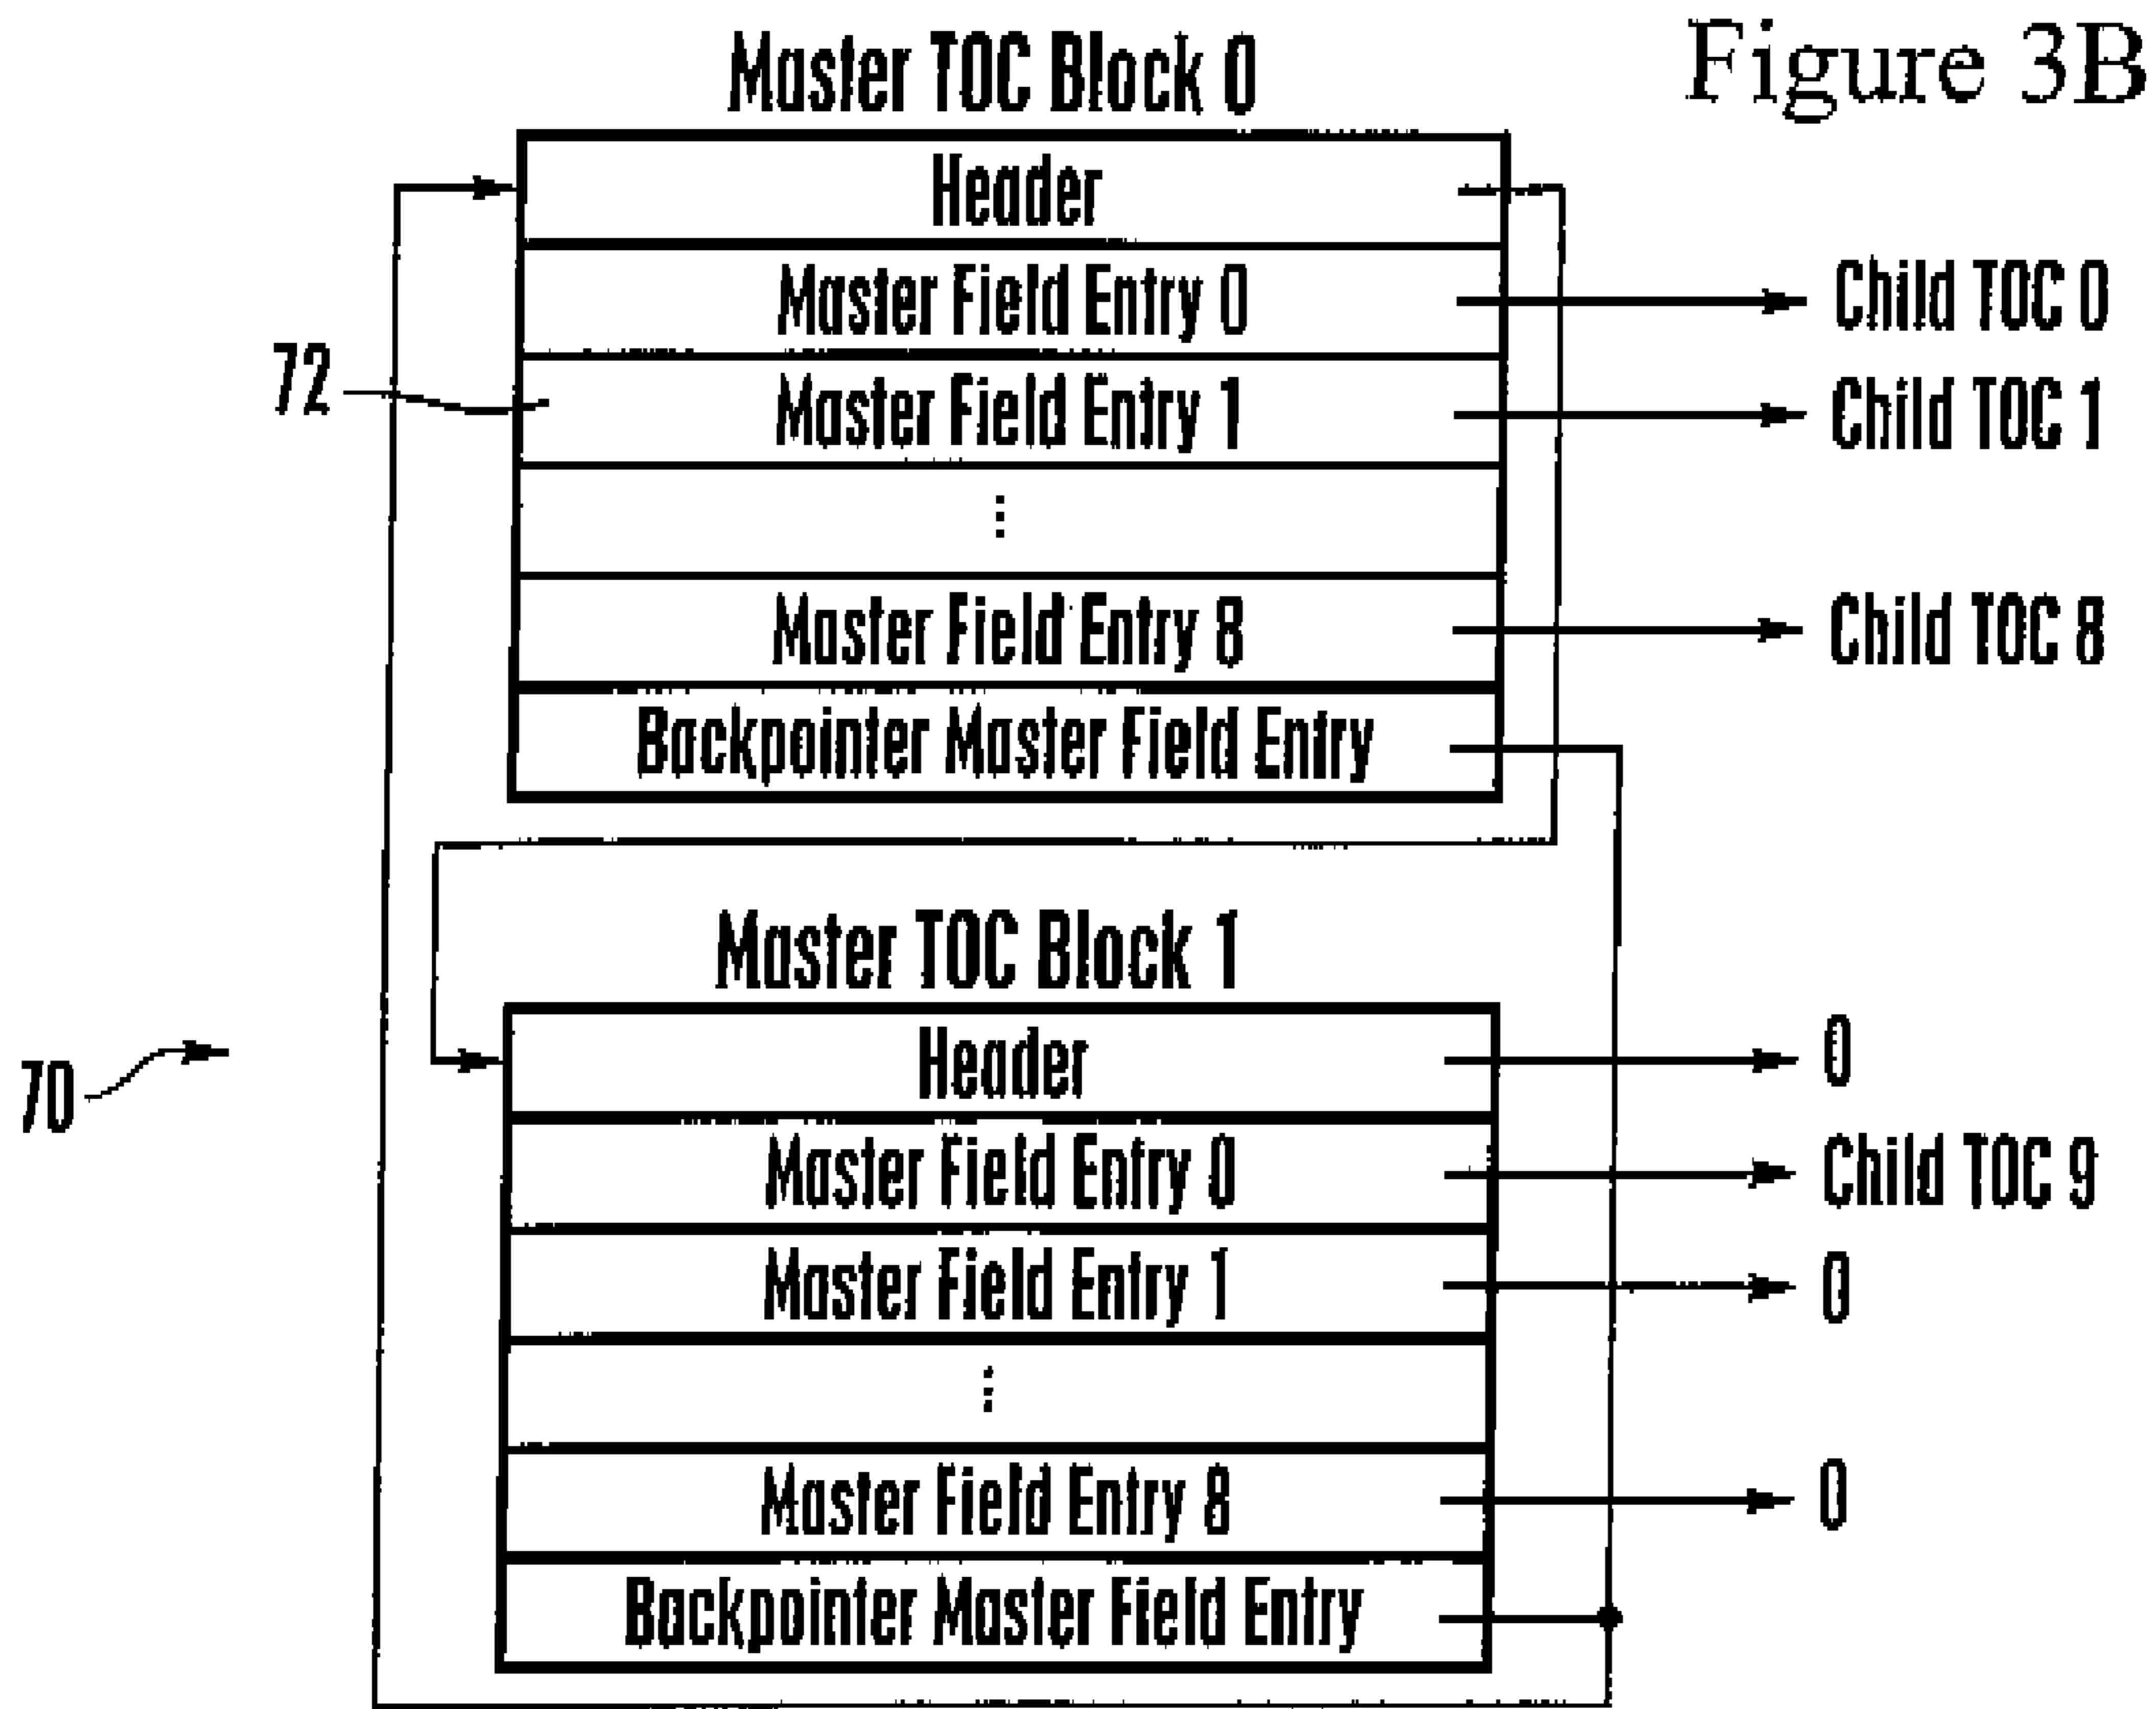 Figure 3B
Master TOC Block 0
Header
Master Field Entry 0
Child TOC 0
72
Master Field Entry 1
Child TOC 1
⋮
Master Field Entry 8
Child TOC 8
Backpointer Master Field Entry
Master TOC Block 1
70
Header
0
Master Field Entry 0
Child TOC 9
Master Field Entry 1
0
⋮
Master Field Entry 8
0
Backpointer Master Field Entry